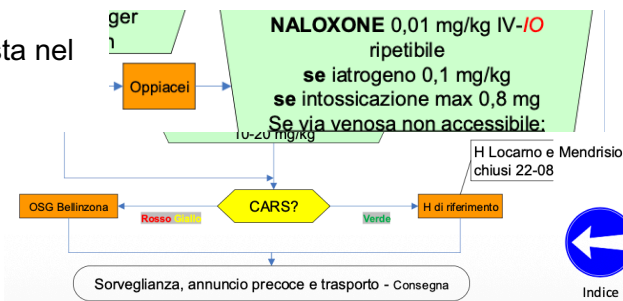 ger
NALOXONE 0,01 mg/kg IV-IO
sta nel
ripetibile
Oppiacei
se iatrogeno 0,1 mg/kg
se intossicazione max 0,8 mg
Se via venosa non accessibile:
10-20 mg/kg
H Locarno e Mendrisio
chiusi 22-08
OSG Bellinzona
Rosso Giallo
CARS?
Verde
H di riferimento
Sorveglianza, annuncio precoce e trasporto - Consegna
Indice